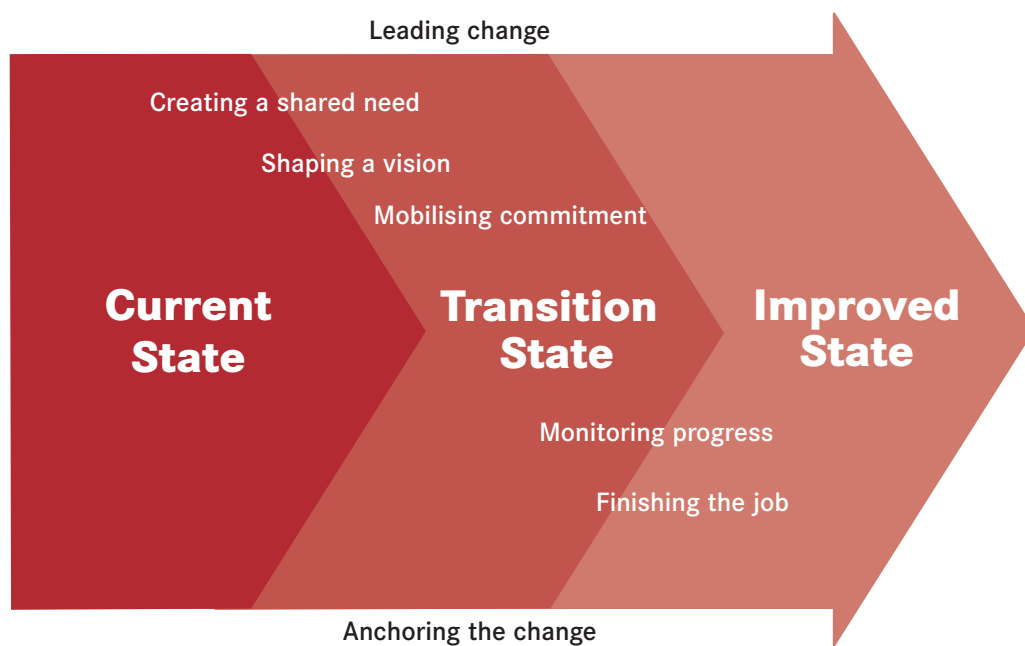 Leading change
Creating a shared need
Shaping a vision
Mobilising commitment
Current
State
Transition
State
Improved
State
Monitoring progress
Finishing the job
Anchoring the change